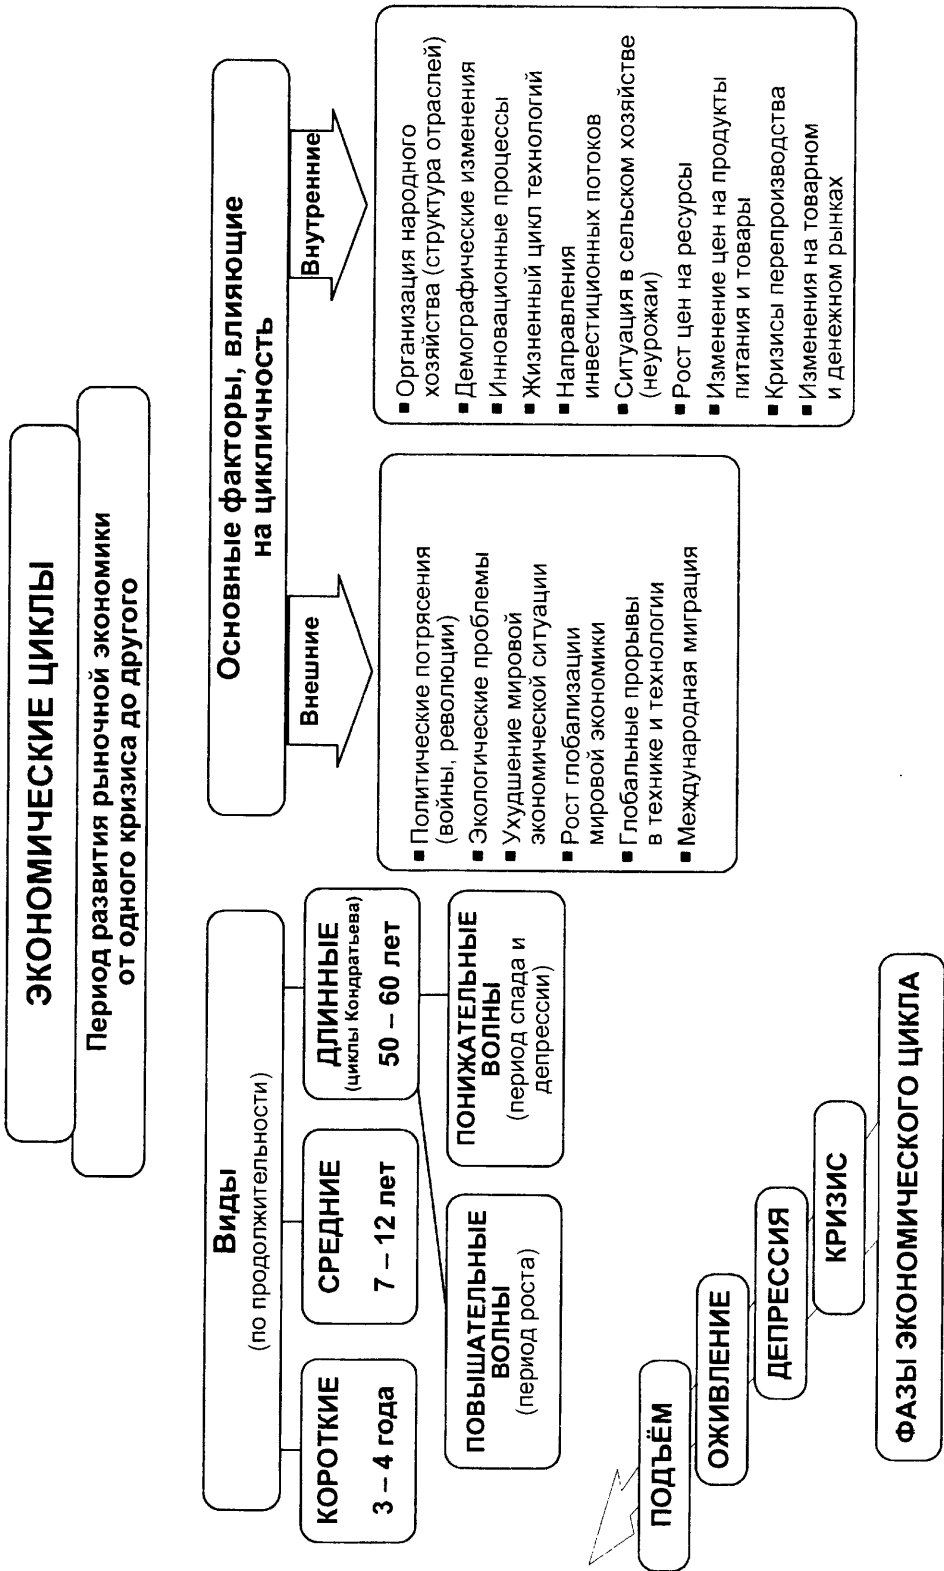 ЭКОНОМИЧЕСКИЕ ЦИКЛЫ
Период развития рыночной экономики
от одного кризиса до другого
Виды
(по продолжительности)
КОРОТКИЕ
3 – 4 года
СРЕДНИЕ
7 – 12 лет
ДЛИННЫЕ
(циклы Кондратьева)
50 – 60 лет
ПОВЫШАТЕЛЬНЫЕ
ВОЛНЫ
(период роста)
ПОНИЖАТЕЛЬНЫЕ
ВОЛНЫ
(период спада и
депрессии)
Основные факторы, влияющие
на цикличность
Внешние
■ Политические потрясения
(войны, революции)
■ Экологические проблемы
■ Ухудшение мировой
экономической ситуации
■ Рост глобализации
мировой экономики
■ Глобальные прорывы
в технике и технологии
■ Международная миграция
Внутренние
■ Организация народного
хозяйства (структура отраслей)
■ Демографические изменения
■ Инновационные процессы
■ Жизненный цикл технологий
■ Направления
инвестиционных потоков
■ Ситуация в сельском хозяйстве
(неурожаи)
■ Рост цен на ресурсы
■ Изменение цен на продукты
питания и товары
■ Кризисы перепроизводства
■ Изменения на товарном
и денежном рынках
ПОДЪЁМ
ОЖИВЛЕНИЕ
ДЕПРЕССИЯ
КРИЗИС
ФАЗЫ ЭКОНОМИЧЕСКОГО ЦИКЛА